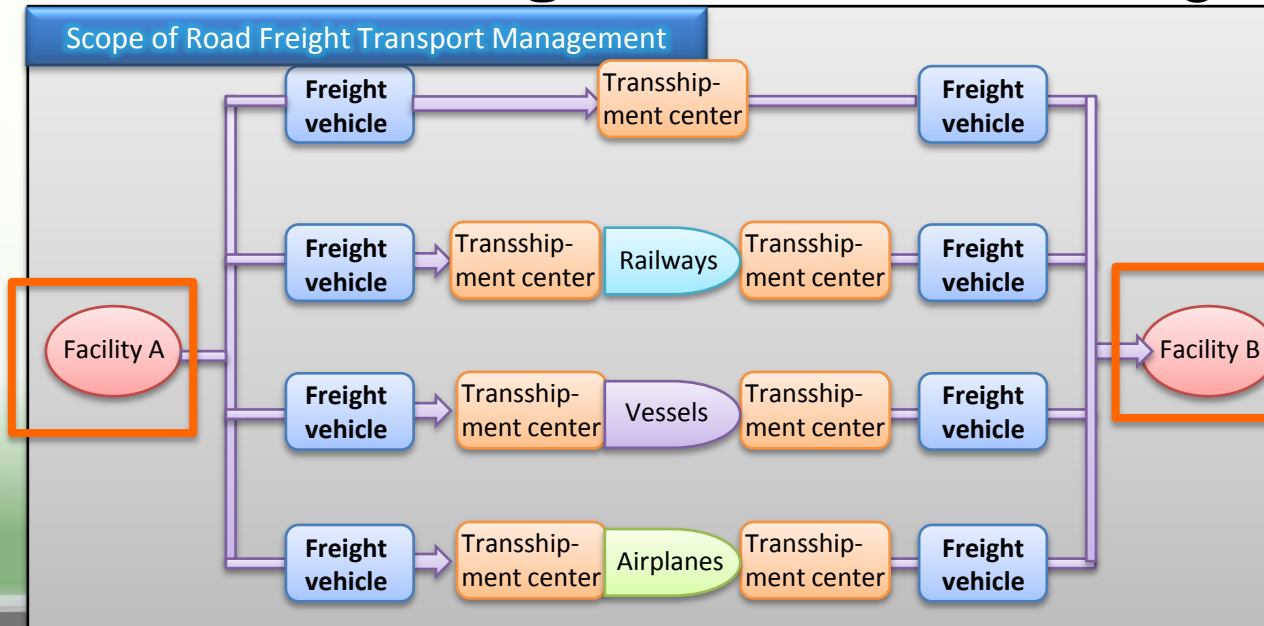 Scope of Road Freight Transport Management
Freight
vehicle
Transship-
ment center
Freight
vehicle
Freight
vehicle
Transship-
ment center
Railways
Transship-
ment center
Freight
vehicle
Facility A
Facility B
Freight
vehicle
Transship-
ment center
Vessels
Transship-
ment center
Freight
vehicle
Freight
vehicle
Transship-
ment center
Airplanes
Transship-
ment center
Freight
vehicle